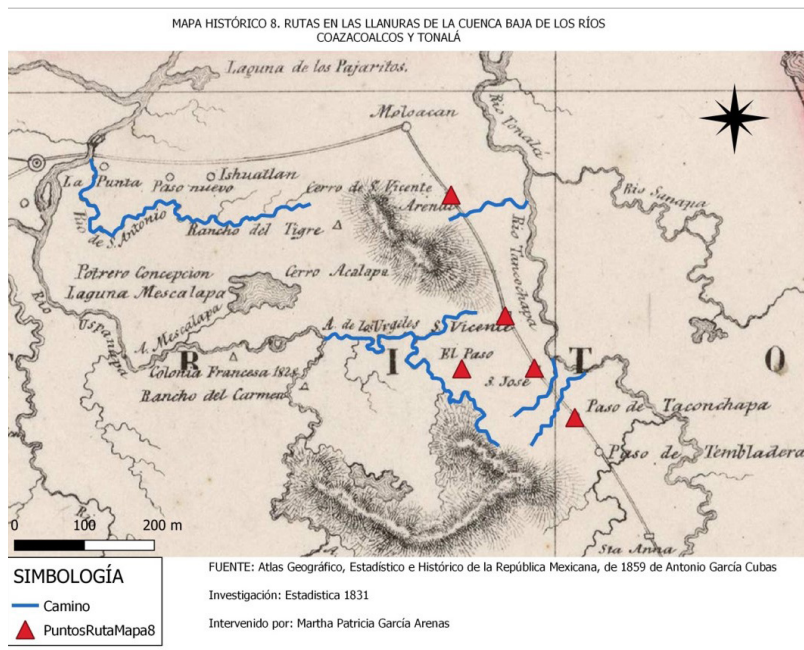 MAPA HISTÓRICO 8. RUTAS EN LAS LLANURAS DE LA CUENCA BAJA DE LOS RÍOS
COAZACOALCOS Y TONALÁ
Laguna de los Pajaritos.
Moloacan
Rio Tonalá
La Punta
Paso nuevo
Ishuatlan
Cerro de S. Vicente
Arenal
Rio Sanapa
Rio de S. Antonio
Rancho del Tigre
Rio Tancochapa
Potrero Concepcion
Cerro Acalapa
Laguna Mescalapa
Rio Uspanapa
A. Mescalapa
A. de los Urgiles
S. Vicente
R I T O
El Paso
Colonia Francesa 182
S. José
Rancho del Carmen
Paso de Taconchapa
Paso de Tembladera
Sta Anna
0 100 200 m
SIMBOLOGÍA
Camino
PuntosRutaMapa8
FUENTE: Atlas Geográfico, Estadístico e Histórico de la República Mexicana, de 1859 de Antonio García Cubas
Investigación: Estadistica 1831
Intervenido por: Martha Patricia García Arenas